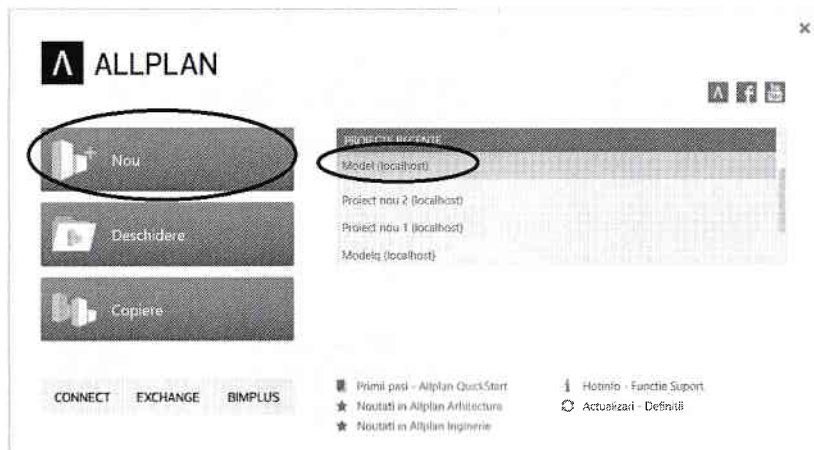 ALLPLAN
Nou
Deschidere
Copiere
CONNECT EXCHANGE BIMPLUS
PROIECTE RECENTE
Model (localhost)
Proiect nou 2 (localhost)
Proiect nou 1 (localhost)
Modelq (localhost)
Primii pasi - Allplan QuickStart
Noutati in Allplan Arhitectura
Noutati in Allplan Inginerie
Hotinfo - Functie Suport
Actualizari - Definitii